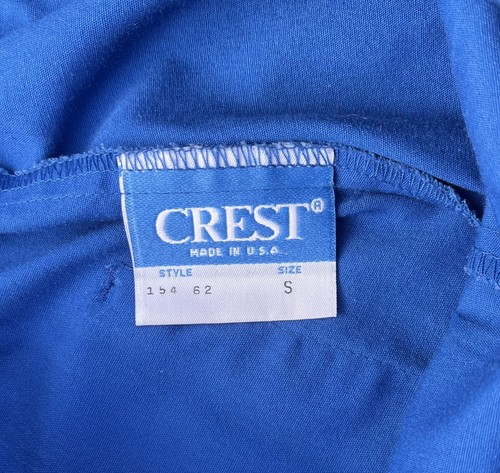 CREST®
MADE IN U.S.A.
STYLE SIZE
154 62 S